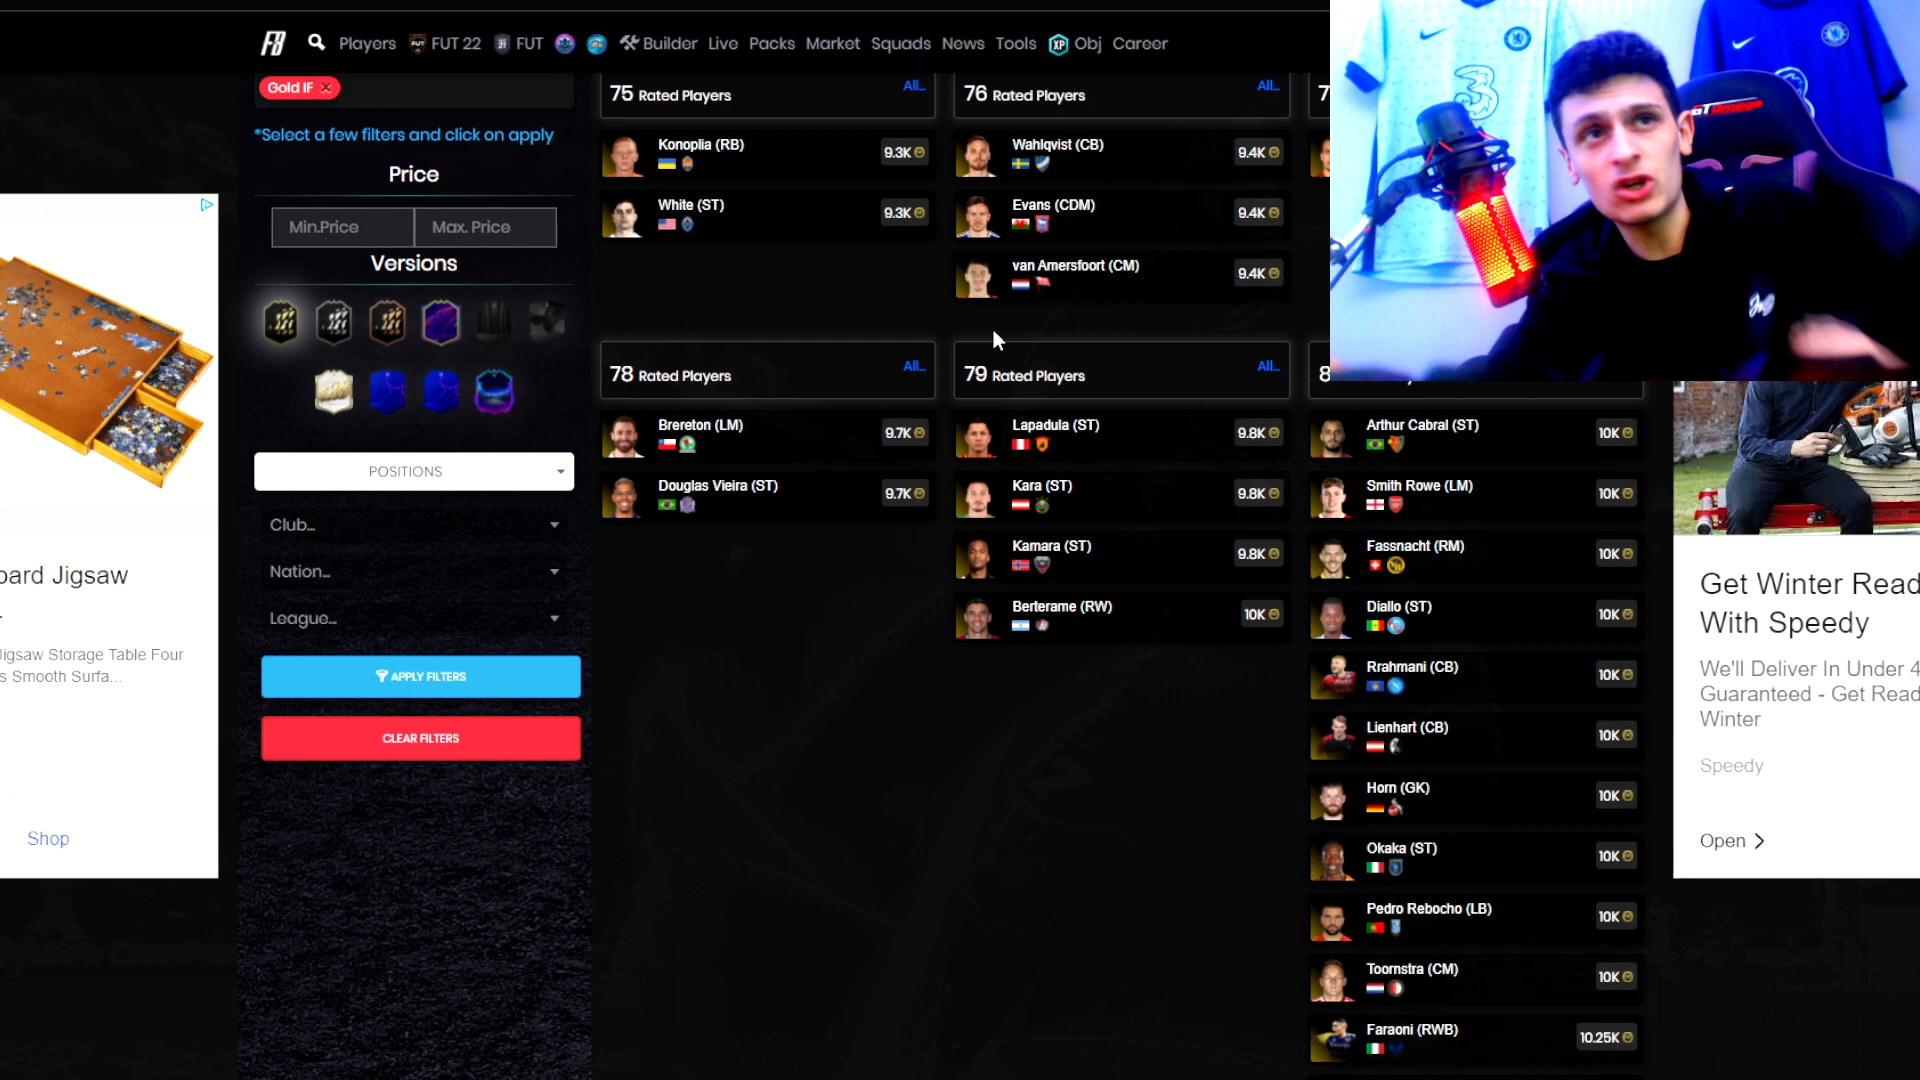 Players FUT 22 FUT Builder Live Packs Market Squads News Tools XP Obj Career
Gold IF
*Select a few filters and click on apply
Price
Min.Price Max. Price
Versions
POSITIONS
Club...
Nation...
League...
APPLY FILTERS
CLEAR FILTERS
75 Rated Players All...
Konoplia (RB) 9.3K
White (ST) 9.3K
76 Rated Players All...
Wahlqvist (CB) 9.4K
Evans (CDM) 9.4K
van Amersfoort (CM) 9.4K
78 Rated Players All...
Brereton (LM) 9.7K
Douglas Vieira (ST) 9.7K
79 Rated Players All...
Lapadula (ST) 9.8K
Kara (ST) 9.8K
Kamara (ST) 9.8K
Berterame (RW) 10K
Arthur Cabral (ST) 10K
Smith Rowe (LM) 10K
Fassnacht (RM) 10K
Diallo (ST) 10K
Rrahmani (CB) 10K
Lienhart (CB) 10K
Horn (GK) 10K
Okaka (ST) 10K
Pedro Rebocho (LB) 10K
Toornstra (CM) 10K
Faraoni (RWB) 10.25K
oard Jigsaw
Jigsaw Storage Table Four
s Smooth Surfa...
Shop
Get Winter Read
With Speedy
We'll Deliver In Under 4
Guaranteed - Get Read
Winter
Speedy
Open